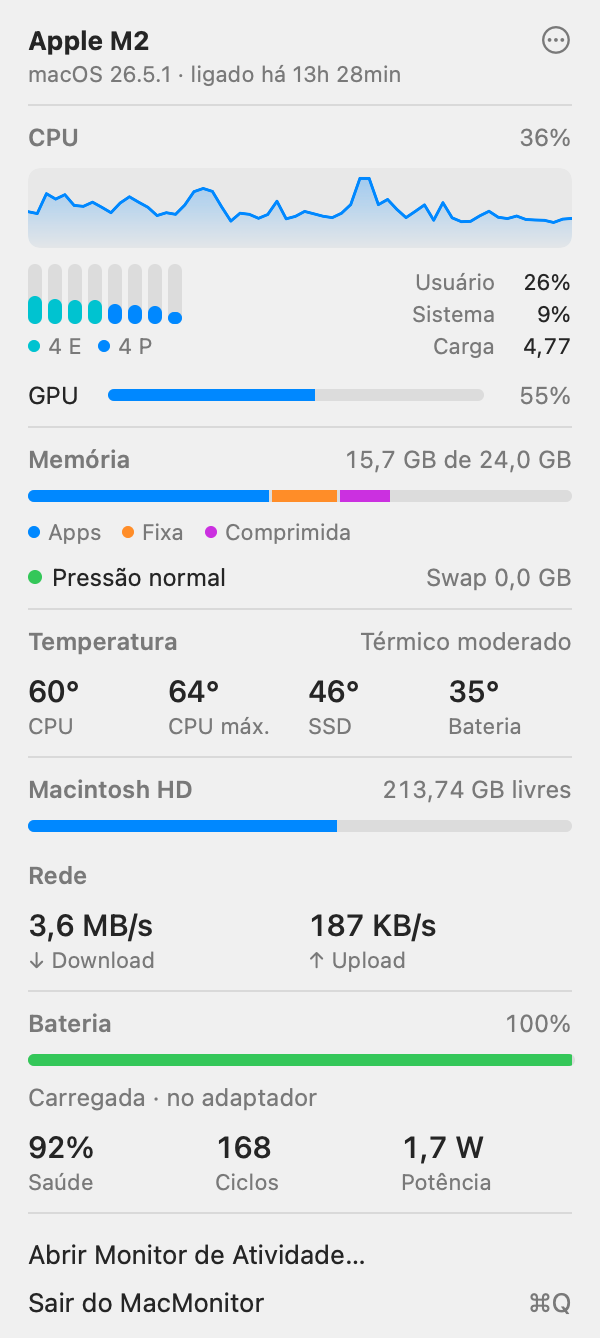 Apple M2
macOS 26.5.1 · ligado há 13h 28min
CPU 36%
Usuário 26%
Sistema 9%
4 E 4 P Carga 4,77
GPU 55%
Memória 15,7 GB de 24,0 GB
Apps Fixa Comprimida
Pressão normal Swap 0,0 GB
Temperatura Térmico moderado
60° 64° 46° 35°
CPU CPU máx. SSD Bateria
Macintosh HD 213,74 GB livres
Rede
3,6 MB/s 187 KB/s
↓ Download ↑ Upload
Bateria 100%
Carregada · no adaptador
92% 168 1,7 W
Saúde Ciclos Potência
Abrir Monitor de Atividade...
Sair do MacMonitor ⌘Q